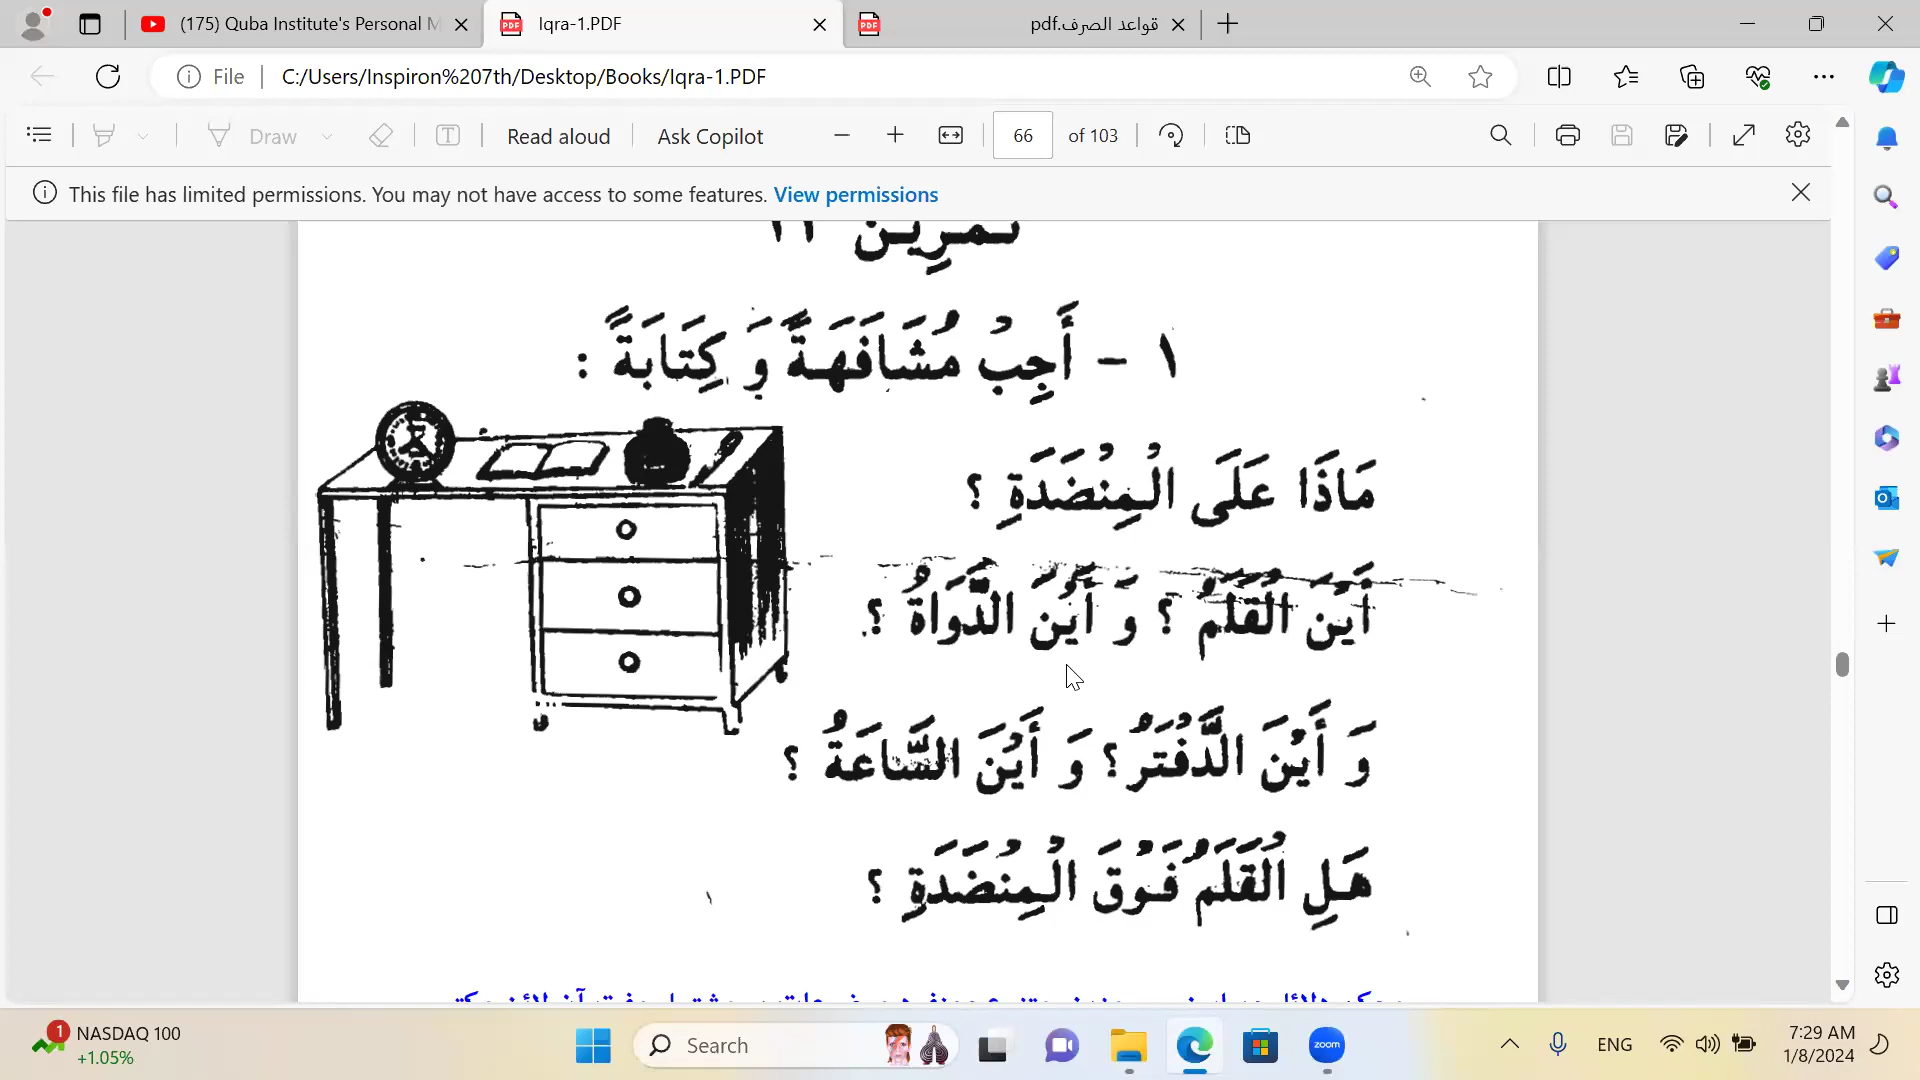 (175) Quba Institute's Personal M
Iqra-1.PDF
قواعد الصرف.pdf
File
C:/Users/Inspiron%207th/Desktop/Books/Iqra-1.PDF
Draw
Read aloud
Ask Copilot
66 of 103
This file has limited permissions. You may not have access to some features. View permissions
تمرين ١١
١ - أَجِبْ مُشَافَهَةً وَ كِتَابَةً :
مَاذَا عَلَى الْمِنْضَدَةِ ؟
أَيْنَ الْقَلَمُ ؟ وَ أَيْنَ الدَّوَاةُ ؟
وَ أَيْنَ الدَّفْتَرُ ؟ وَ أَيْنَ السَّاعَةُ ؟
هَلِ الْقَلَمُ فَوْقَ الْمِنْضَدَةِ ؟
1
NASDAQ 100
+1.05%
Search
zoom
ENG
7:29 AM
1/8/2024